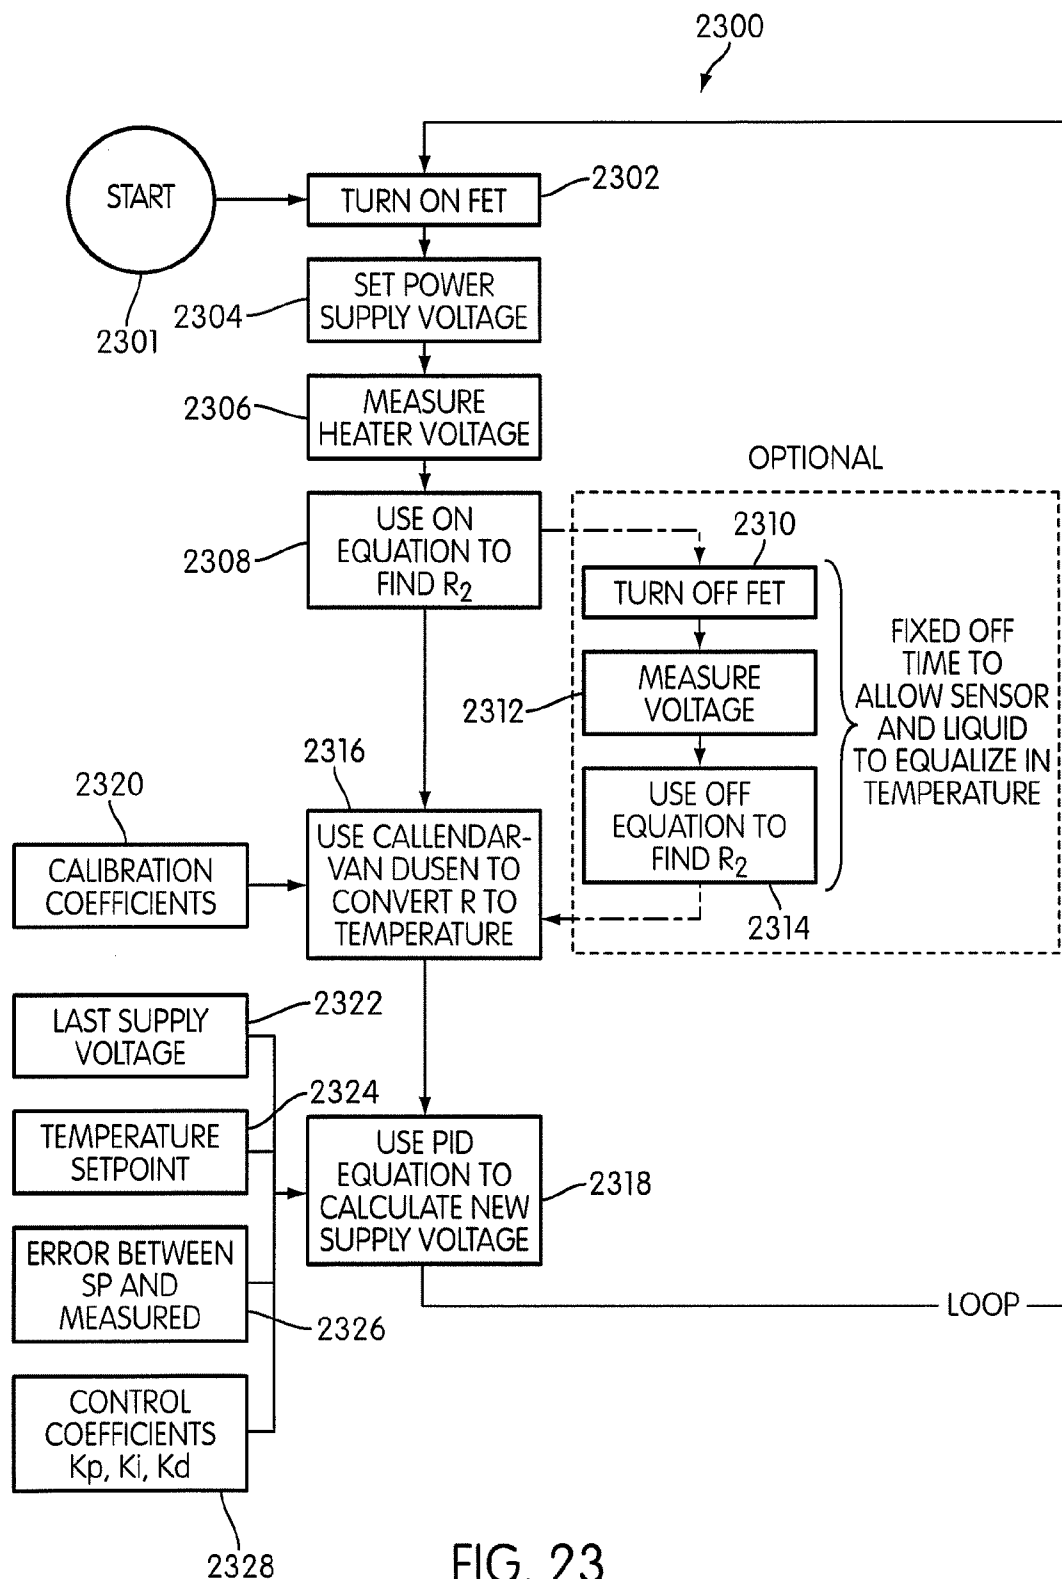 2300
START
2301
TURN ON FET
2302
SET POWER
SUPPLY VOLTAGE
2304
MEASURE
HEATER VOLTAGE
2306
OPTIONAL
USE ON
EQUATION TO
FIND R2
2308
2310
TURN OFF FET
MEASURE
VOLTAGE
2312
USE OFF
EQUATION TO
FIND R2
2314
FIXED OFF
TIME TO
ALLOW SENSOR
AND LIQUID
TO EQUALIZE IN
TEMPERATURE
2316
USE CALLENDAR-
VAN DUSEN TO
CONVERT R TO
TEMPERATURE
2320
CALIBRATION
COEFFICIENTS
LAST SUPPLY
VOLTAGE
2322
TEMPERATURE
SETPOINT
2324
ERROR BETWEEN
SP AND
MEASURED
2326
CONTROL
COEFFICIENTS
Kp, Ki, Kd
2328
USE PID
EQUATION TO
CALCULATE NEW
SUPPLY VOLTAGE
2318
LOOP
FIG. 23